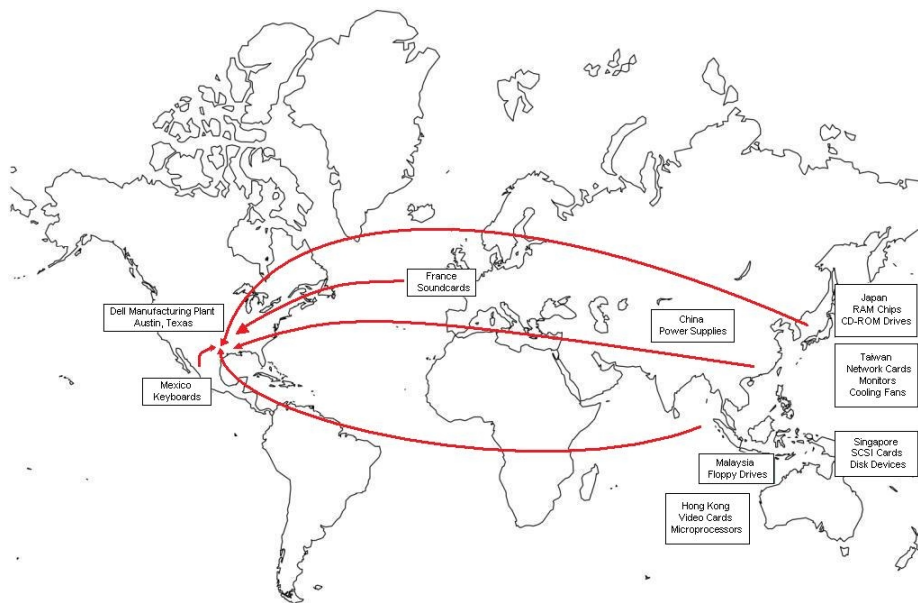 France
Soundcards
Dell Manufacturing Plant
Austin, Texas
China
Power Supplies
Japan
RAM Chips
CD-ROM Drives
Mexico
Keyboards
Taiwan
Network Cards
Monitors
Cooling Fans
Malaysia
Floppy Drives
Singapore
SCSI Cards
Disk Devices
Hong Kong
Video Cards
Microprocessors